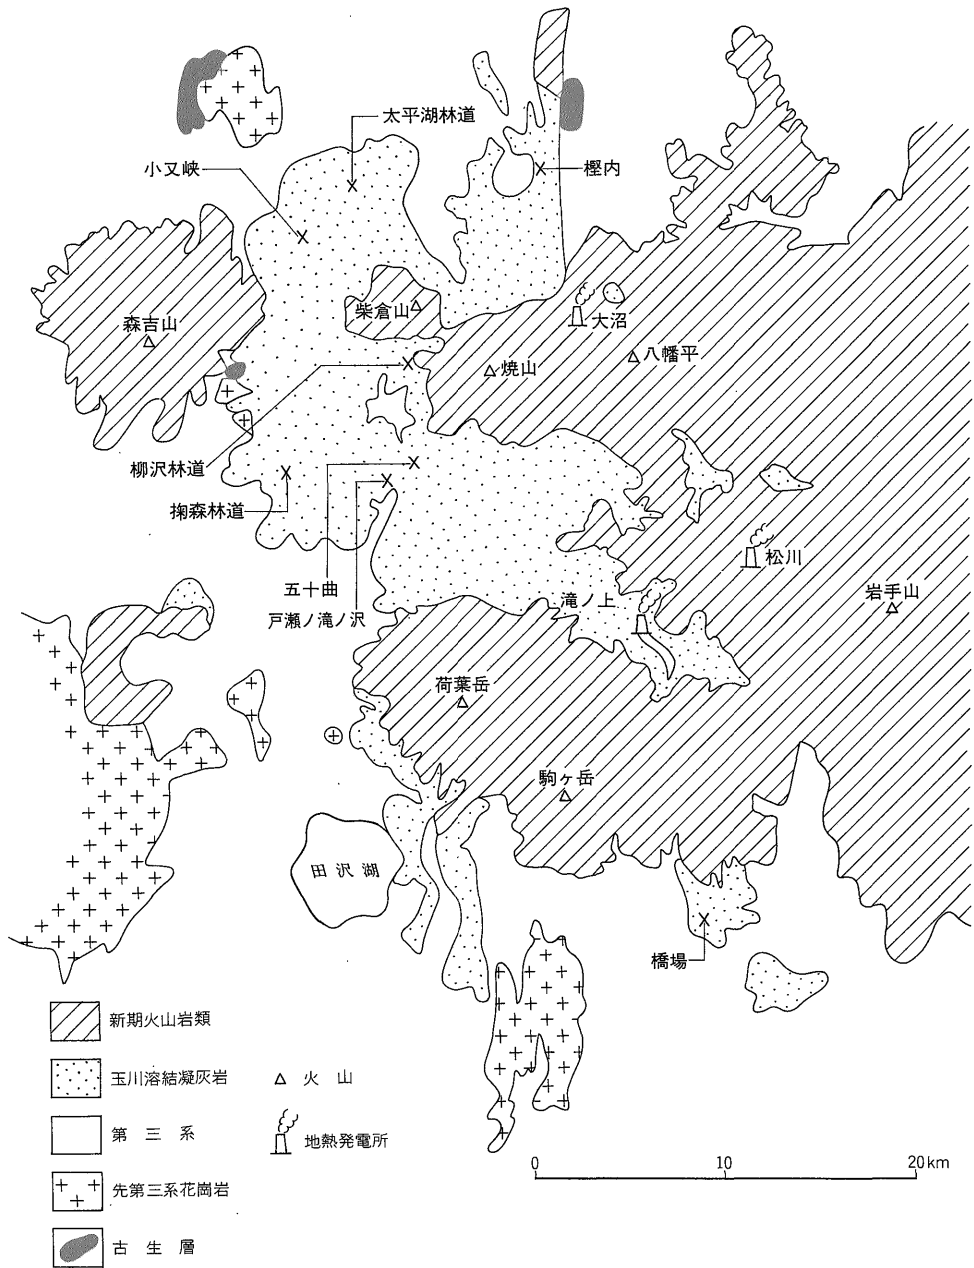 太平湖林道
小又峡
樫内
柴倉山
森吉山
大沼
八幡平
焼山
柳沢林道
掬森林道
松川
五十曲
戸瀬ノ滝ノ沢
滝ノ上
岩手山
荷葉岳
駒ヶ岳
田沢湖
橋場
新期火山岩類
玉川溶結凝灰岩
火山
第三系
地熱発電所
0 10 20km
先第三系花崗岩
古生層